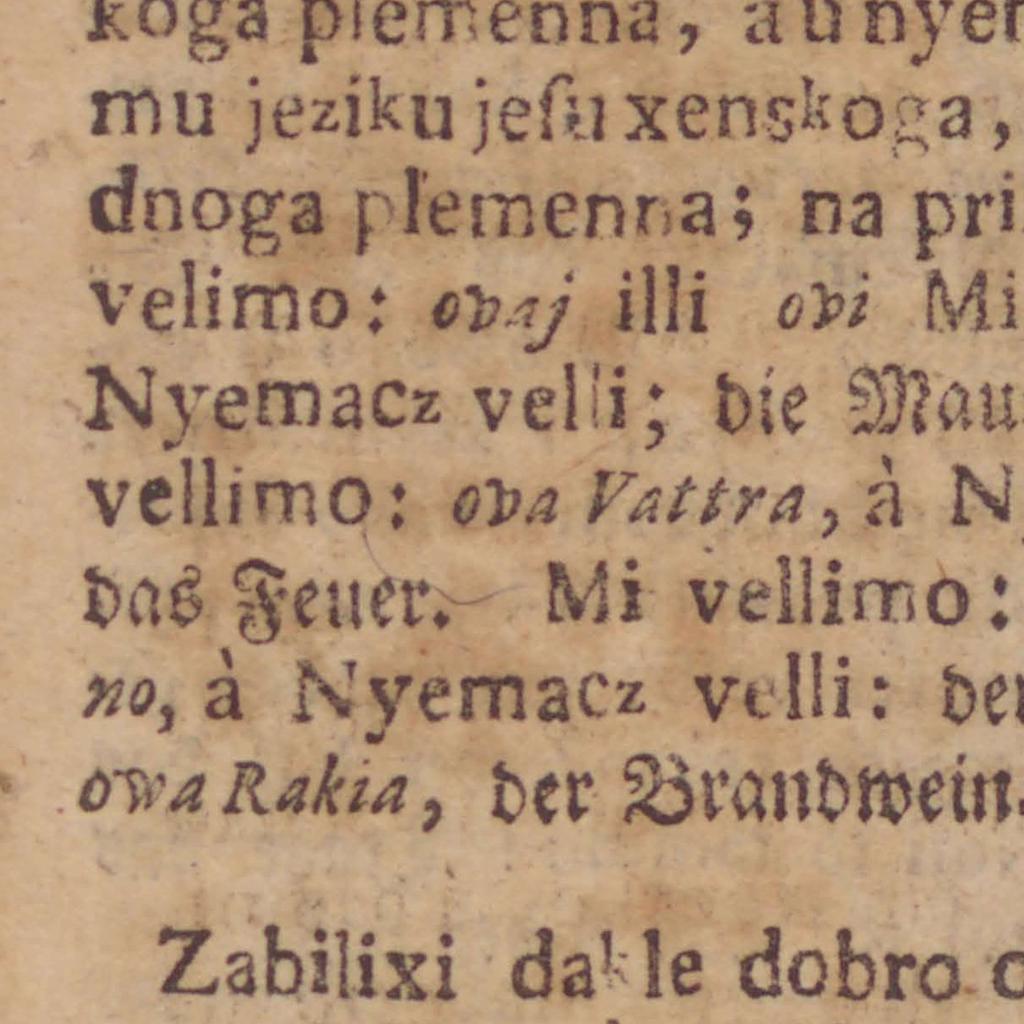 koga plemenna, a u nyem
mu jeziku jeſu xenskoga,
dnoga plemenna; na pri
velimo: ovaj illi ovi Mi
Nyemacz velli; die Mau
vellimo: ova Vattra, à N
das Feuer. Mi vellimo:
no, à Nyemacz velli: der
owa Rakia, der Brandwein.
Zabilixi dakle dobro o